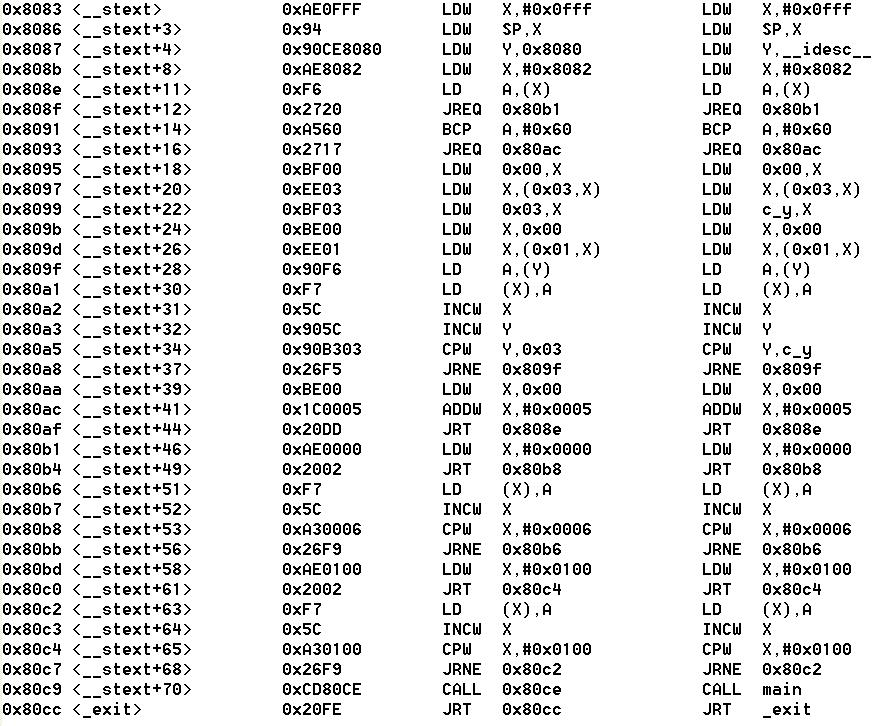 0x8083 <__stext> 0xAE0FFF LDW X,#0x0fff LDW X,#0x0fff
0x8086 <__stext+3> 0x94 LDW SP,X LDW SP,X
0x8087 <__stext+4> 0x90CE8080 LDW Y,0x8080 LDW Y,__idesc__
0x808b <__stext+8> 0xAE8082 LDW X,#0x8082 LDW X,#0x8082
0x808e <__stext+11> 0xF6 LD A,(X) LD A,(X)
0x808f <__stext+12> 0x2720 JREQ 0x80b1 JREQ 0x80b1
0x8091 <__stext+14> 0xA560 BCP A,#0x60 BCP A,#0x60
0x8093 <__stext+16> 0x2717 JREQ 0x80ac JREQ 0x80ac
0x8095 <__stext+18> 0xBF00 LDW 0x00,X LDW 0x00,X
0x8097 <__stext+20> 0xEE03 LDW X,(0x03,X) LDW X,(0x03,X)
0x8099 <__stext+22> 0xBF03 LDW 0x03,X LDW c_y,X
0x809b <__stext+24> 0xBE00 LDW X,0x00 LDW X,0x00
0x809d <__stext+26> 0xEE01 LDW X,(0x01,X) LDW X,(0x01,X)
0x809f <__stext+28> 0x90F6 LD A,(Y) LD A,(Y)
0x80a1 <__stext+30> 0xF7 LD (X),A LD (X),A
0x80a2 <__stext+31> 0x5C INCW X INCW X
0x80a3 <__stext+32> 0x905C INCW Y INCW Y
0x80a5 <__stext+34> 0x90B303 CPW Y,0x03 CPW Y,c_y
0x80a8 <__stext+37> 0x26F5 JRNE 0x809f JRNE 0x809f
0x80aa <__stext+39> 0xBE00 LDW X,0x00 LDW X,0x00
0x80ac <__stext+41> 0x1C0005 ADDW X,#0x0005 ADDW X,#0x0005
0x80af <__stext+44> 0x20DD JRT 0x808e JRT 0x808e
0x80b1 <__stext+46> 0xAE0000 LDW X,#0x0000 LDW X,#0x0000
0x80b4 <__stext+49> 0x2002 JRT 0x80b8 JRT 0x80b8
0x80b6 <__stext+51> 0xF7 LD (X),A LD (X),A
0x80b7 <__stext+52> 0x5C INCW X INCW X
0x80b8 <__stext+53> 0xA30006 CPW X,#0x0006 CPW X,#0x0006
0x80bb <__stext+56> 0x26F9 JRNE 0x80b6 JRNE 0x80b6
0x80bd <__stext+58> 0xAE0100 LDW X,#0x0100 LDW X,#0x0100
0x80c0 <__stext+61> 0x2002 JRT 0x80c4 JRT 0x80c4
0x80c2 <__stext+63> 0xF7 LD (X),A LD (X),A
0x80c3 <__stext+64> 0x5C INCW X INCW X
0x80c4 <__stext+65> 0xA30100 CPW X,#0x0100 CPW X,#0x0100
0x80c7 <__stext+68> 0x26F9 JRNE 0x80c2 JRNE 0x80c2
0x80c9 <__stext+70> 0xCD80CE CALL 0x80ce CALL main
0x80cc <_exit> 0x20FE JRT 0x80cc JRT _exit